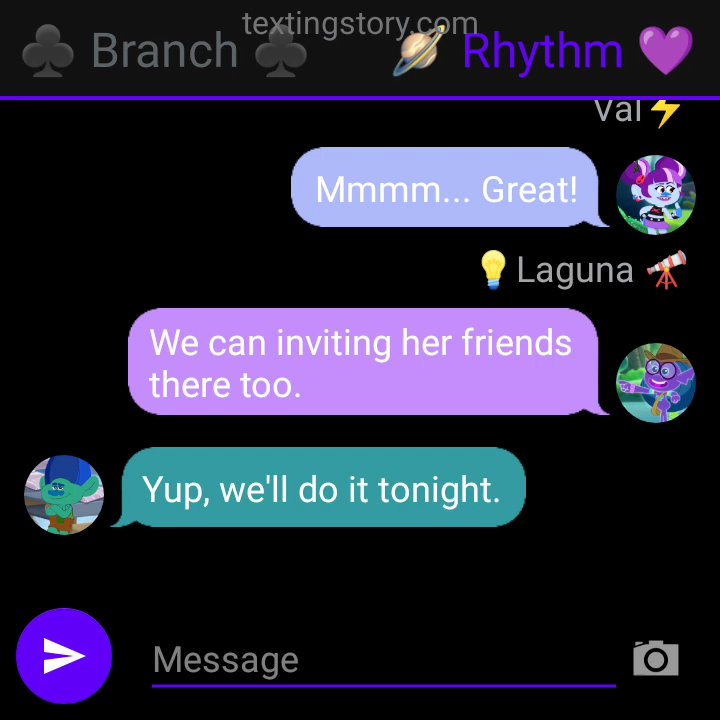 textingstory.com
♣ Branch ♣ 🪐 Rhythm 💜
Val⚡
Mmmm... Great!
💡Laguna 🔭
We can inviting her friends
there too.
Yup, we'll do it tonight.
Message